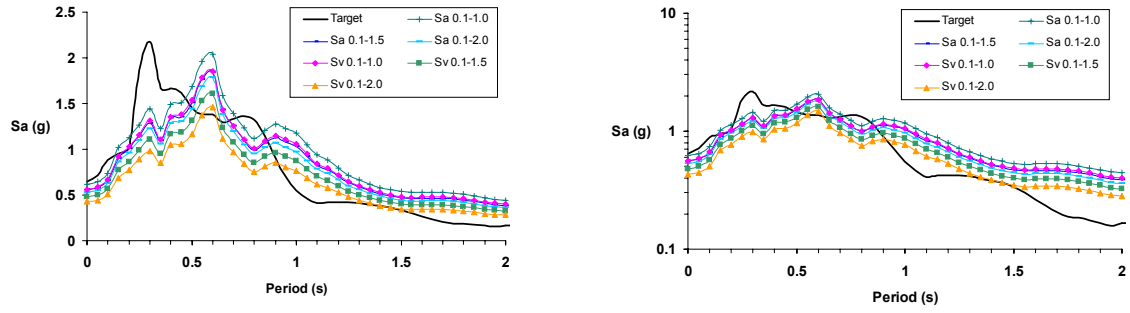 Target
Sa 0.1-1.0
Sa 0.1-1.5
Sa 0.1-2.0
Sv 0.1-1.0
Sv 0.1-1.5
Sv 0.1-2.0
2.5
2
1.5
1
0.5
0
Sa (g)
0
0.5
1
1.5
2
Period (s)
Target
Sa 0.1-1.0
Sa 0.1-1.5
Sa 0.1-2.0
Sv 0.1-1.0
Sv 0.1-1.5
Sv 0.1-2.0
10
1
0.1
Sa (g)
0
0.5
1
1.5
2
Period (s)